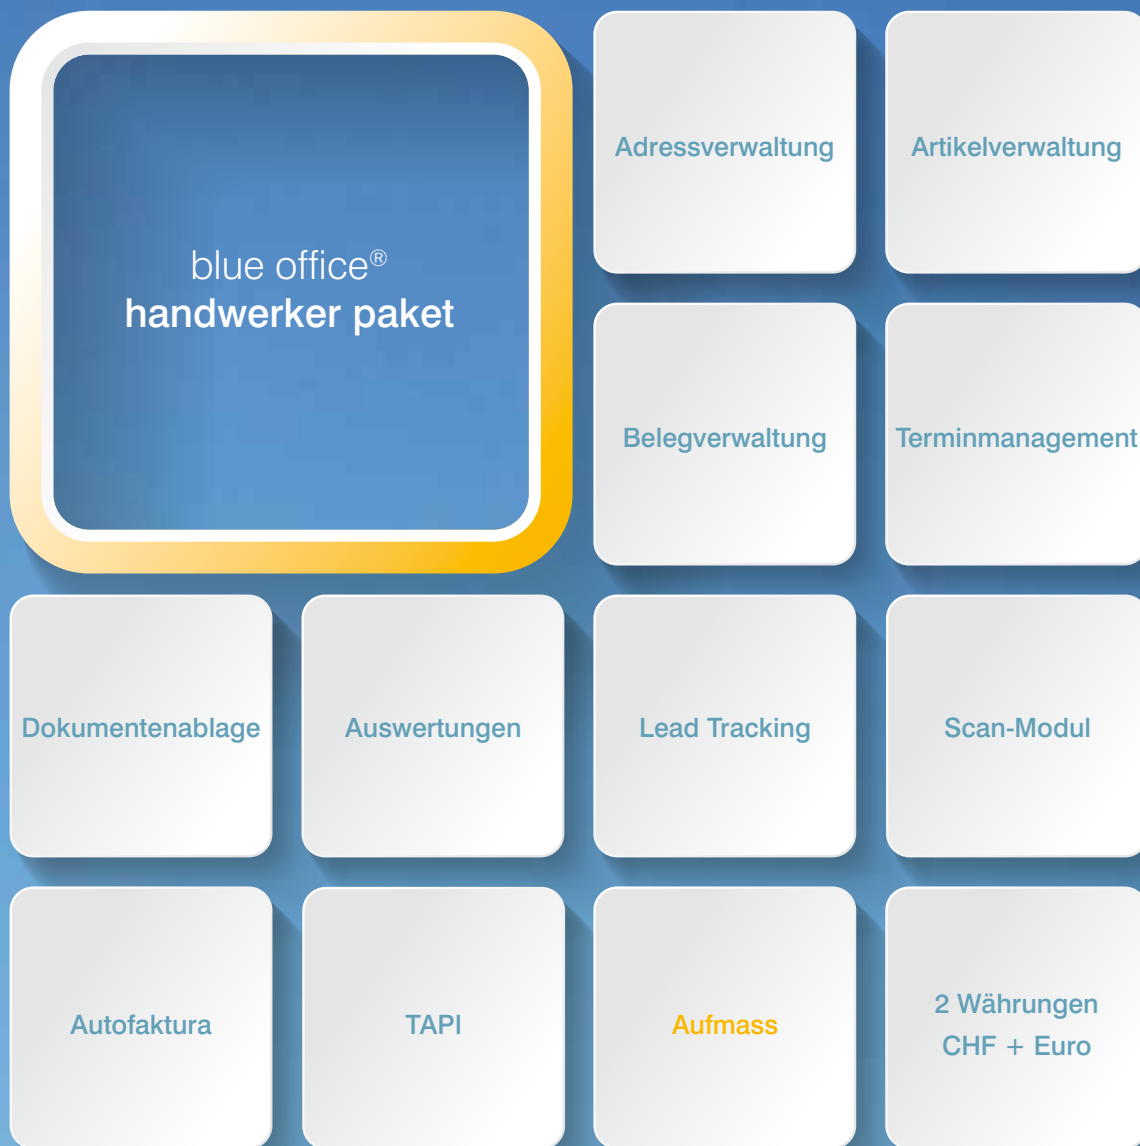 blue office®
handwerker paket
Adressverwaltung
Artikelverwaltung
Belegverwaltung
Terminmanagement
Dokumentenablage
Auswertungen
Lead Tracking
Scan-Modul
Autofaktura
TAPI
Aufmass
2 Währungen
CHF + Euro